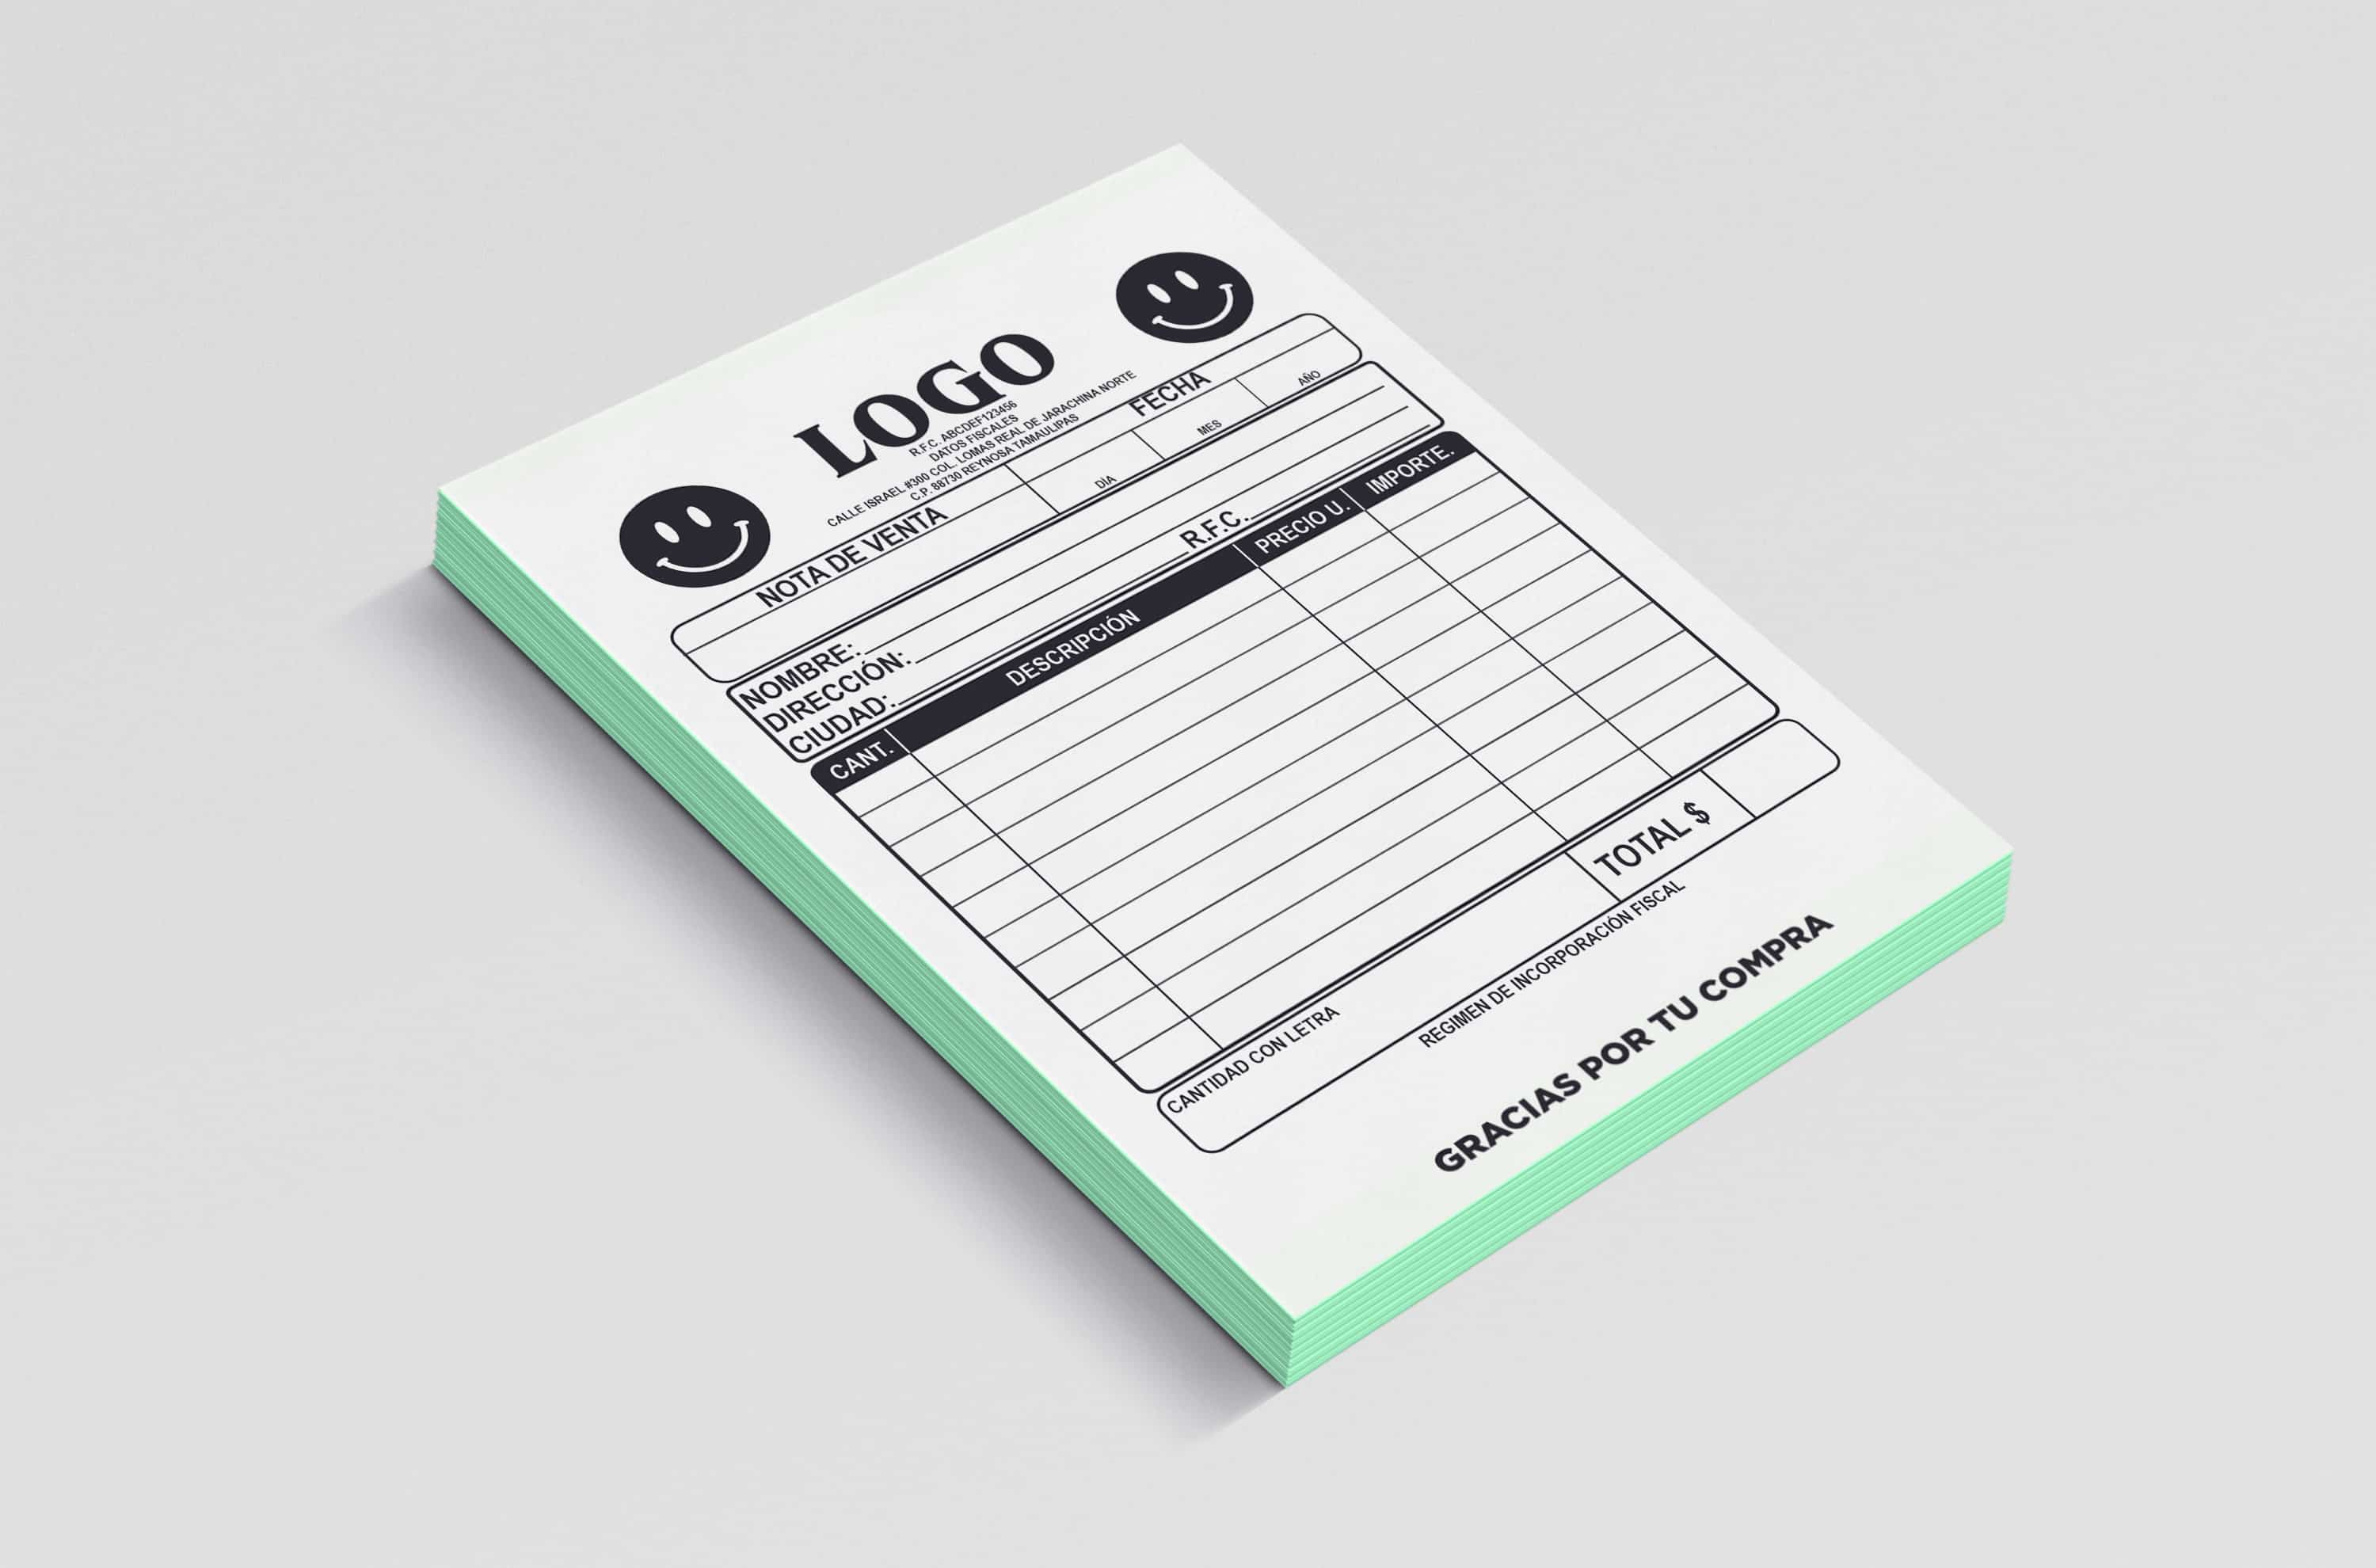 LOGO
R.F.C. ABCDEF123456
DATOS FISCALES
CALLE ISRAEL #300 COL. LOMAS REAL DE JARACHINA NORTE
C.P. 88730 REYNOSA TAMAULIPAS
NOTA DE VENTA FECHA
DÍA MES AÑO
NOMBRE:
DIRECCIÓN:
CIUDAD: R.F.C.
CANT. DESCRIPCIÓN PRECIO U. IMPORTE.
CANTIDAD CON LETRA TOTAL $
REGIMEN DE INCORPORACIÓN FISCAL
GRACIAS POR TU COMPRA